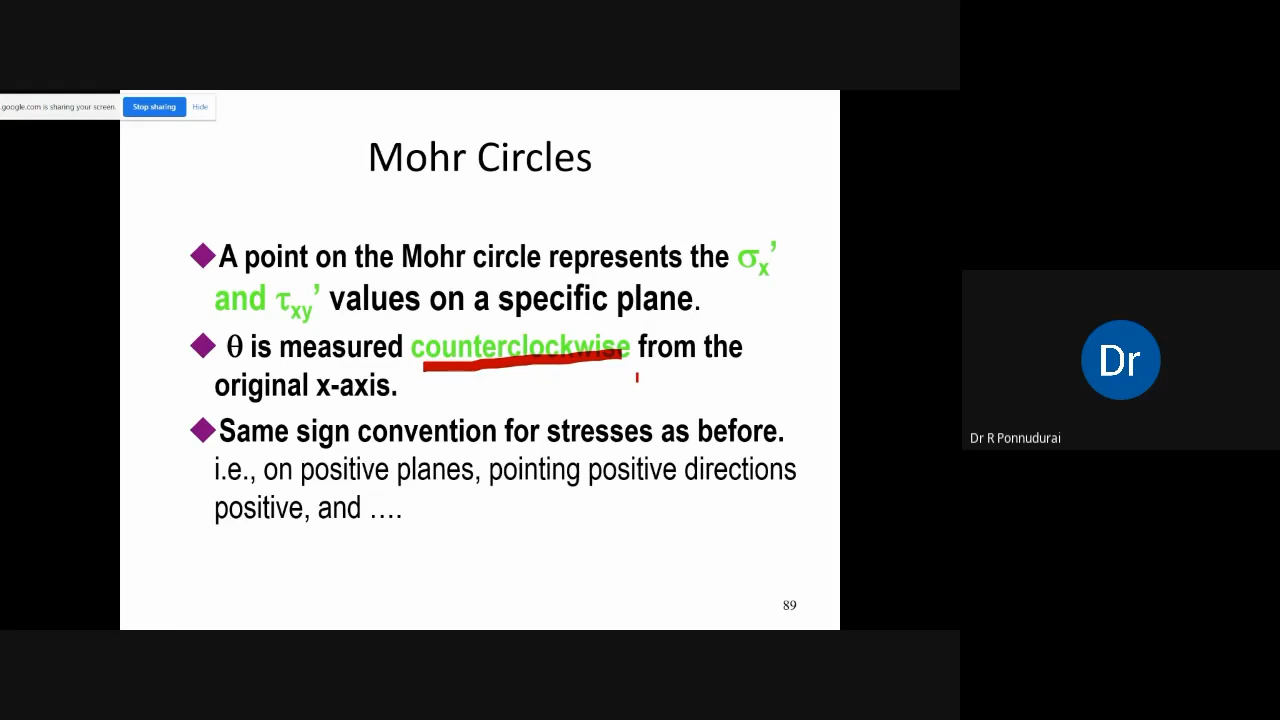 .google.com is sharing your screen. Stop sharing Hide
Mohr Circles
◆A point on the Mohr circle represents the σx’
and τxy’ values on a specific plane.
◆ θ is measured counterclockwise from the
original x-axis.
◆Same sign convention for stresses as before.
i.e., on positive planes, pointing positive directions
positive, and ….
89
Dr
Dr R Ponnudurai